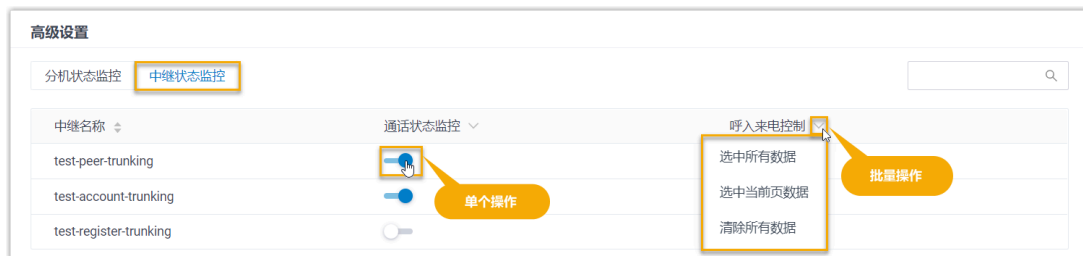 高级设置
分机状态监控 中继状态监控
中继名称 通话状态监控 呼入来电控制
test-peer-trunking 选中所有数据
批量操作
test-account-trunking 单个操作 选中当前页数据
test-register-trunking 清除所有数据